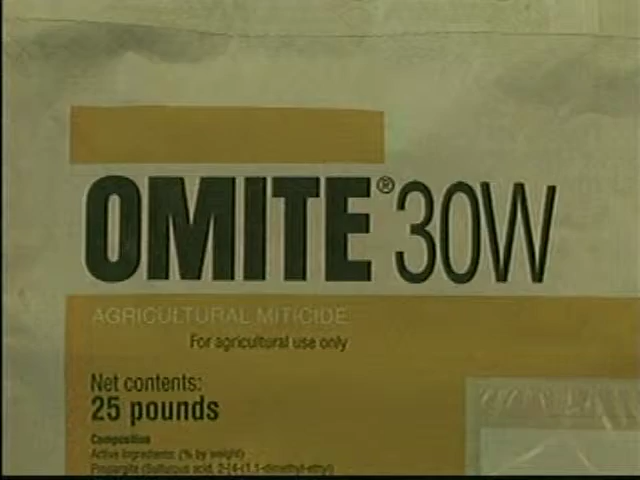 OMITE® 30W
AGRICULTURAL MITICIDE
For agricultural use only
Net contents:
25 pounds
Composition
Active Ingredients: (% by weight)
Propargite (Sulfurous acid, 2-[4-(1,1-dimethyl-ethyl)